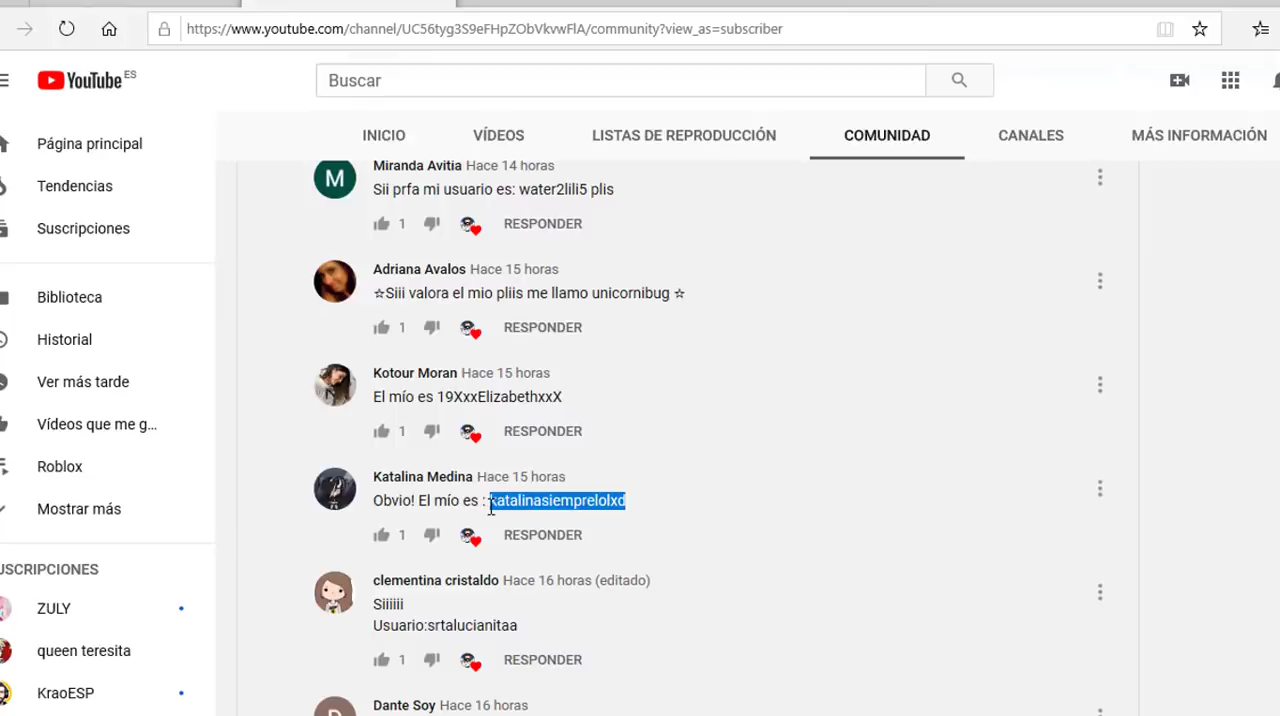 https://www.youtube.com/channel/UC56tyg3S9eFHpZObVkvwFlA/community?view_as=subscriber
YouTube ES
Buscar
INICIO VÍDEOS LISTAS DE REPRODUCCIÓN COMUNIDAD CANALES MÁS INFORMACIÓN
Página principal
Tendencias
Suscripciones
Biblioteca
Historial
Ver más tarde
Vídeos que me g...
Roblox
Mostrar más
USCRIPCIONES
ZULY
queen teresita
KraoESP
M
Miranda Avitia Hace 14 horas
Sii prfa mi usuario es: water2lili5 plis
1 RESPONDER
Adriana Avalos Hace 15 horas
☆Siii valora el mio pliis me llamo unicornibug ☆
1 RESPONDER
Kotour Moran Hace 15 horas
El mío es 19XxxElizabethxxX
1 RESPONDER
Katalina Medina Hace 15 horas
Obvio! El mío es : katalinasiemprelolxd
1 RESPONDER
clementina cristaldo Hace 16 horas (editado)
Siiiiii
Usuario:srtalucianitaa
1 RESPONDER
Dante Soy Hace 16 horas